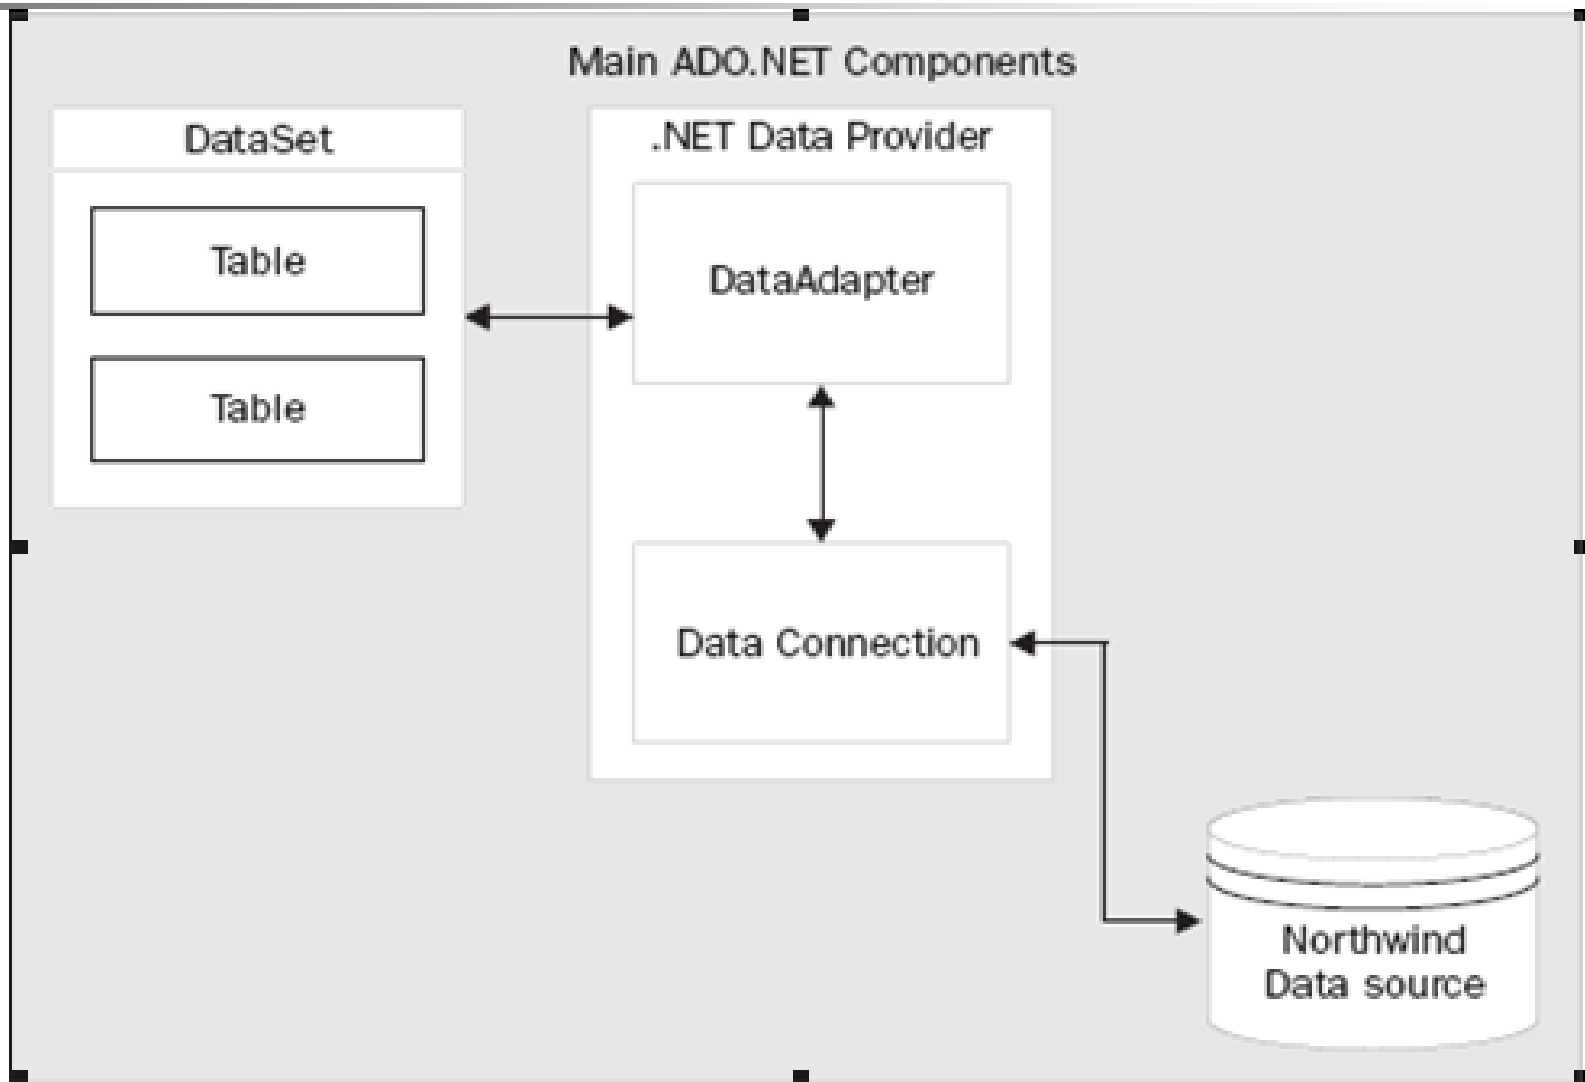 Main ADO.NET Components
DataSet
Table
Table
.NET Data Provider
DataAdapter
Data Connection
Northwind
Data source